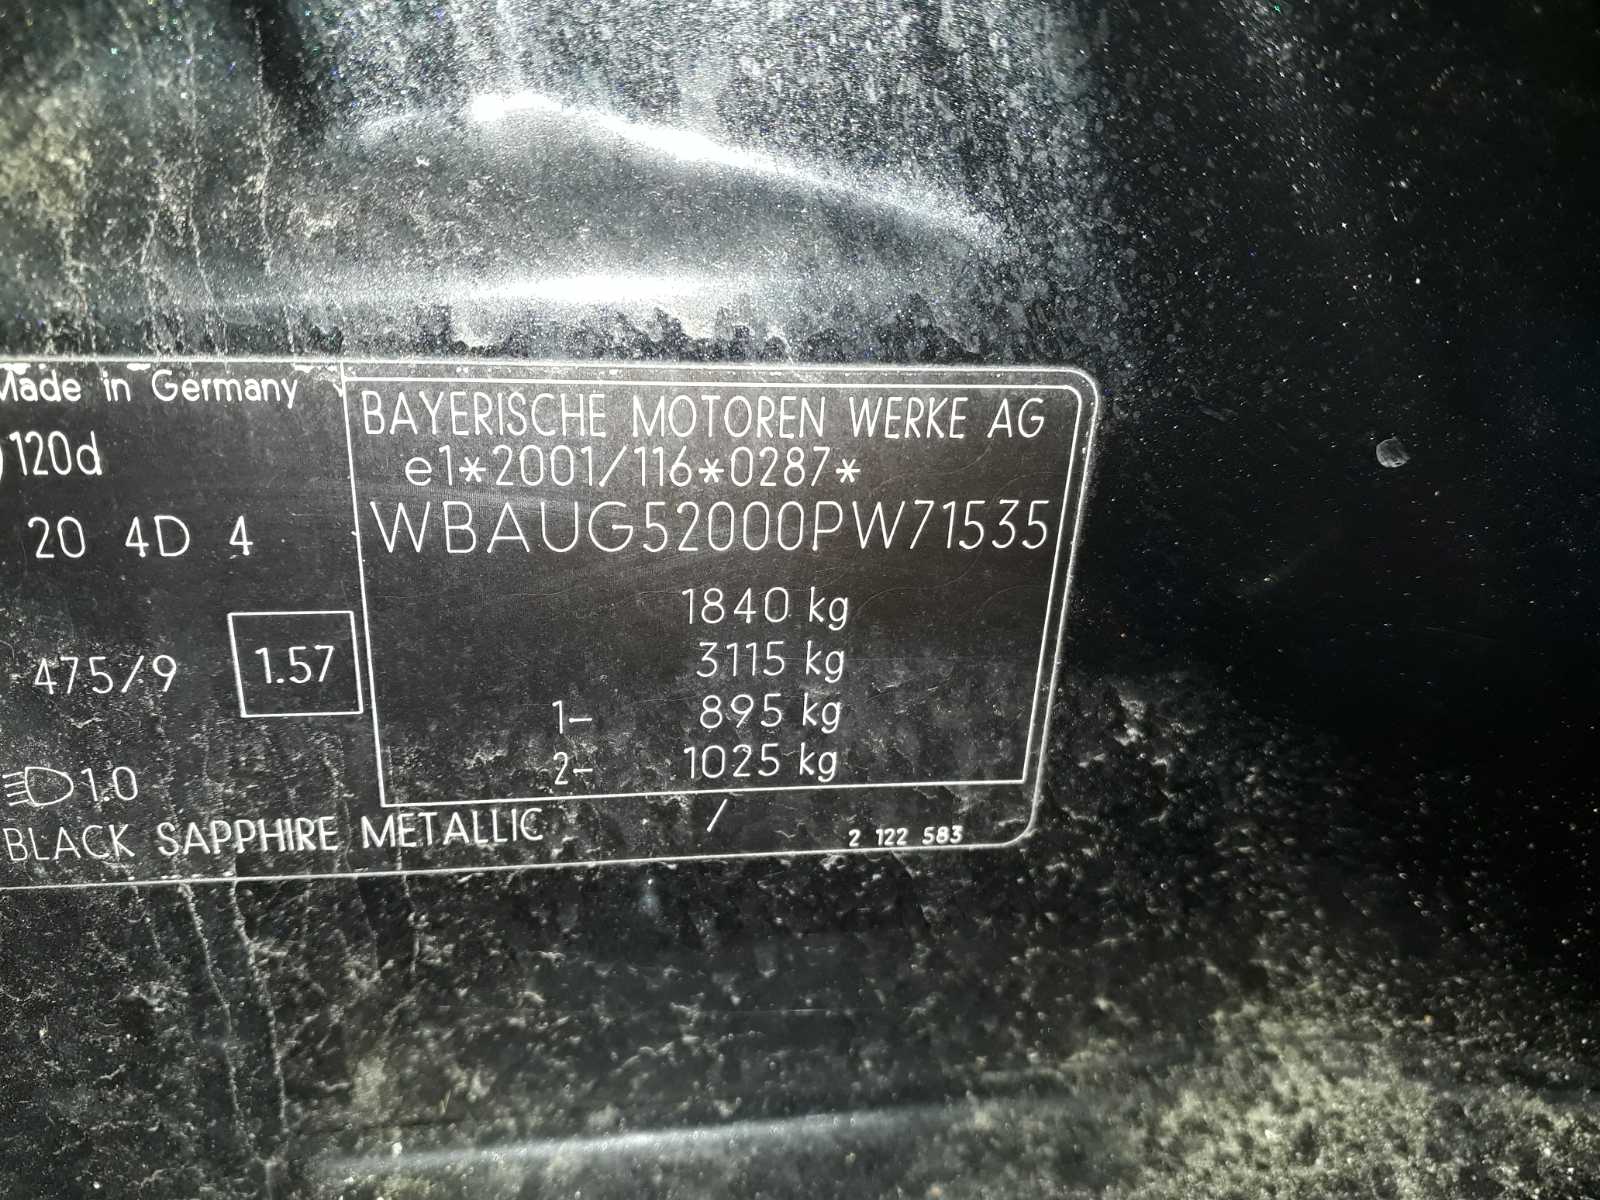 Made in Germany
120d
20 4D 4
475/9 1.57
1.0
BLACK SAPPHIRE METALLIC / 2 122 583
BAYERISCHE MOTOREN WERKE AG
e1*2001/116*0287*
WBAUG52000PW71535
1840 kg
3115 kg
1- 895 kg
2- 1025 kg